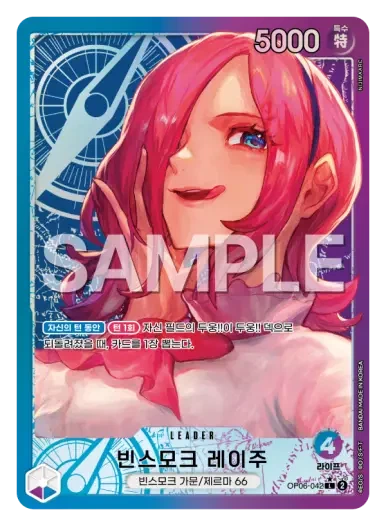 5000
특수
特
SAMPLE
자신의 턴 동안 턴 1회 자신 필드의 두웅!!이 두웅!! 덱으로
되돌려졌을 때, 카드를 1장 뽑는다.
LEADER
4
빈스모크 레이주
라이프
빈스모크 가문/제르마 66
OP06-042 L 2
BANDAI MADE IN KOREA